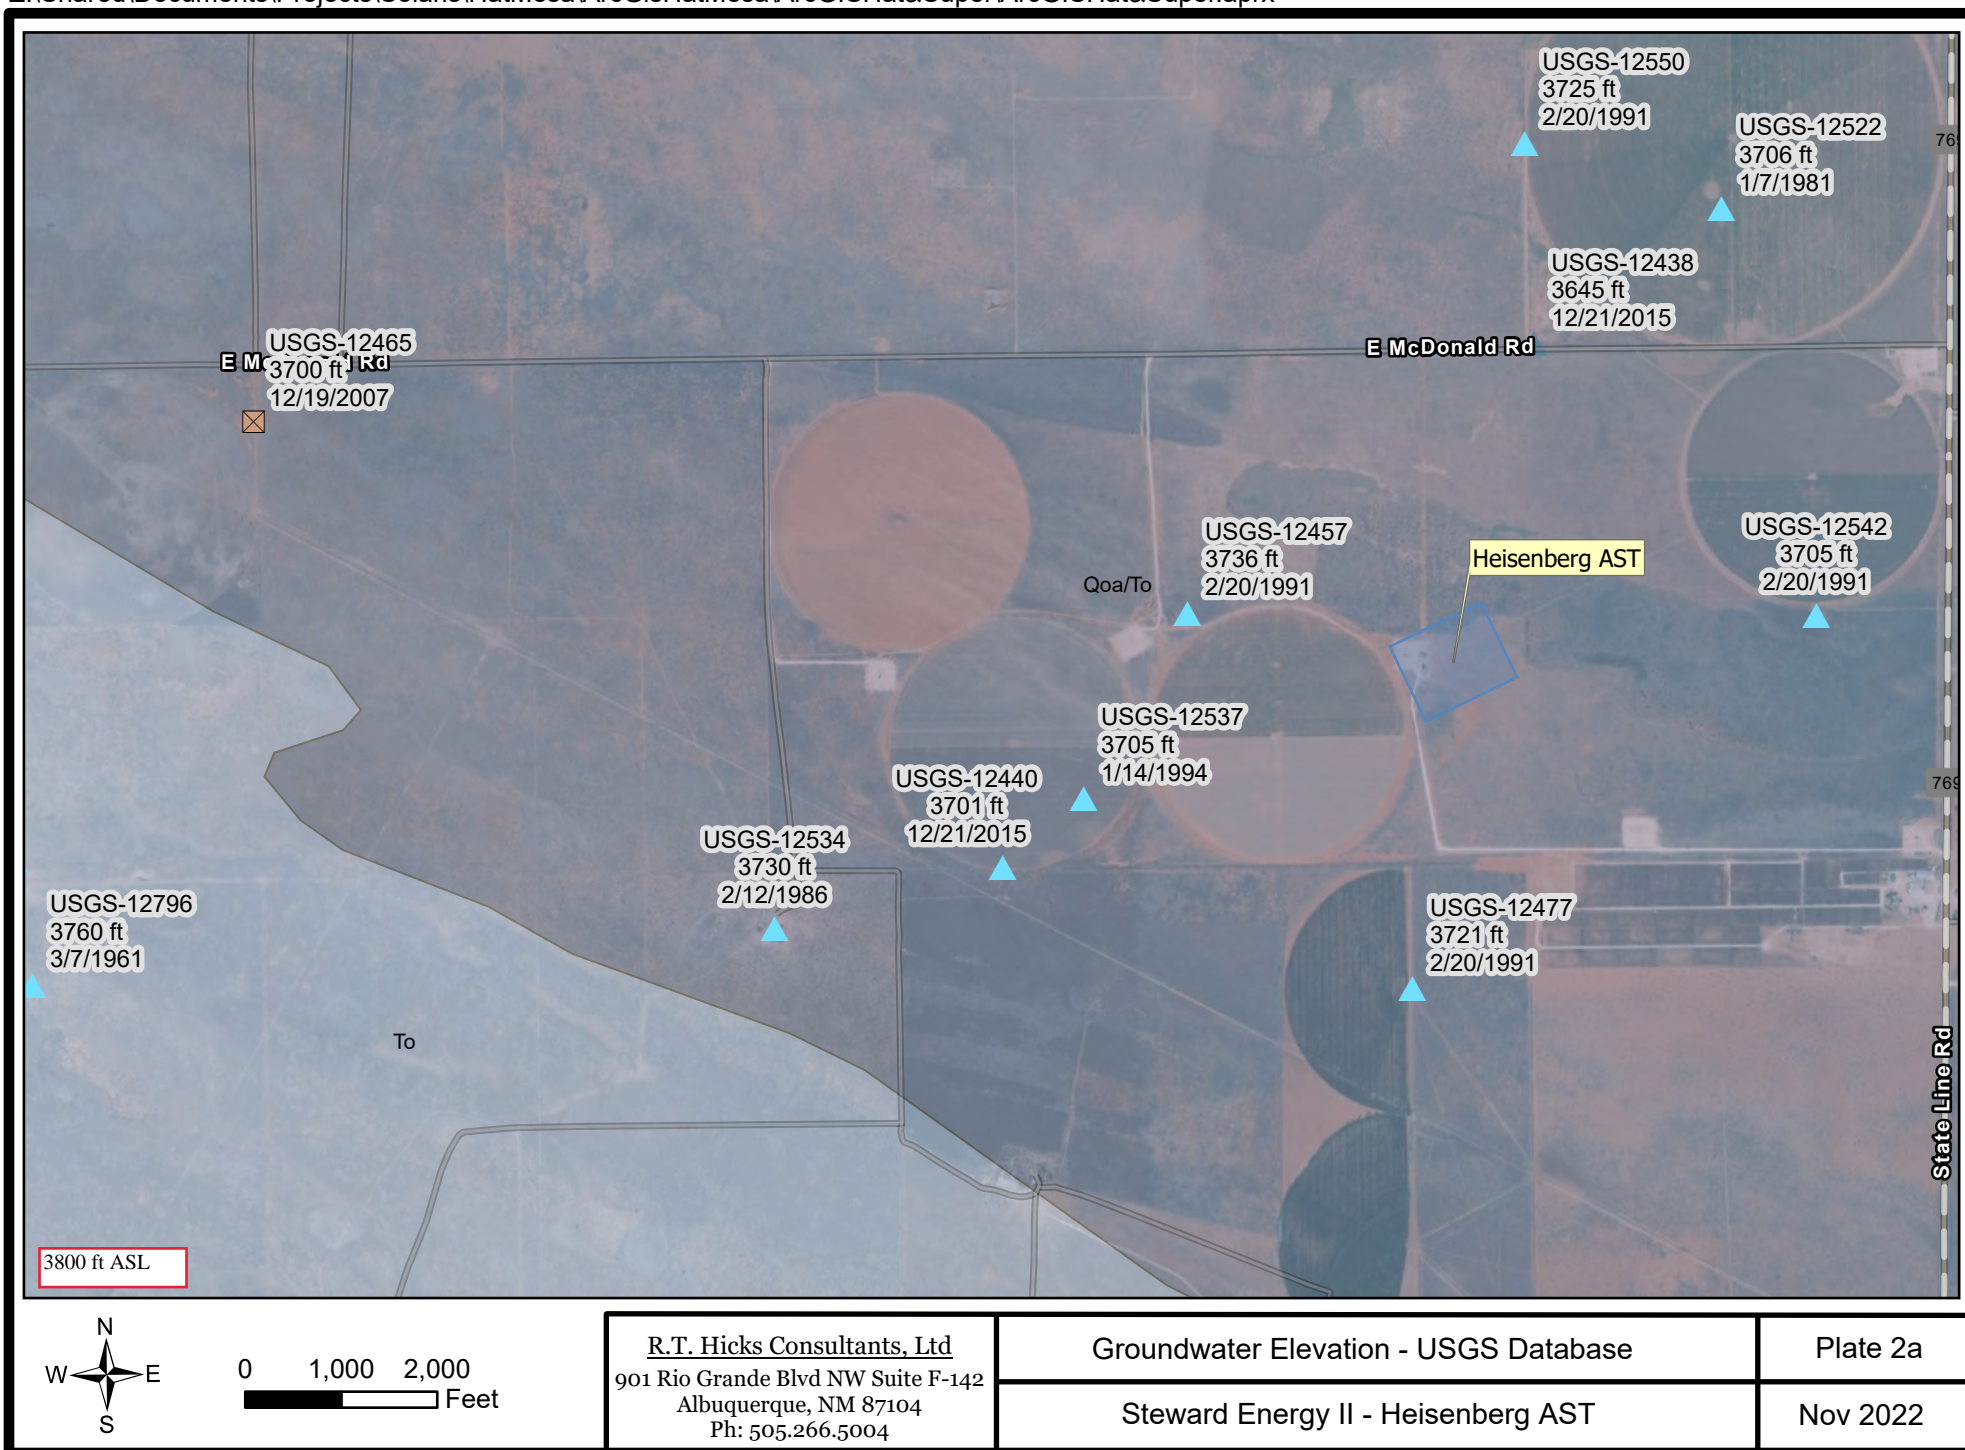 USGS-12550
3725 ft
2/20/1991
USGS-12522
3706 ft
1/7/1981
769
USGS-12438
3645 ft
12/21/2015
E McDonald Rd
USGS-12465
3700 ft
12/19/2007
E Rd
USGS-12457
3736 ft
2/20/1991
Qoa/To
Heisenberg AST
USGS-12542
3705 ft
2/20/1991
USGS-12537
3705 ft
1/14/1994
USGS-12440
3701 ft
12/21/2015
769
USGS-12534
3730 ft
2/12/1986
USGS-12796
3760 ft
3/7/1961
USGS-12477
3721 ft
2/20/1991
To
State Line Rd
3800 ft ASL
N
W E
S
0 1,000 2,000
Feet
R.T. Hicks Consultants, Ltd
901 Rio Grande Blvd NW Suite F-142
Albuquerque, NM 87104
Ph: 505.266.5004
Groundwater Elevation - USGS Database
Steward Energy II - Heisenberg AST
Plate 2a
Nov 2022